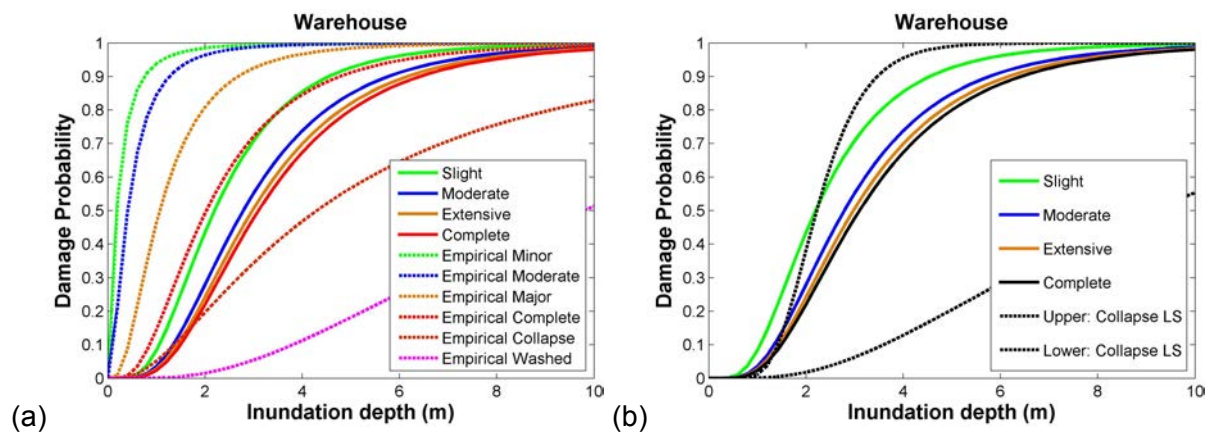 Warehouse
Damage Probability
1
0.9
0.8
0.7
0.6
0.5
0.4
0.3
0.2
0.1
0
0 2 4 6 8 10
Inundation depth (m)
Slight
Moderate
Extensive
Complete
Empirical Minor
Empirical Moderate
Empirical Major
Empirical Complete
Empirical Collapse
Empirical Washed
(a)
Warehouse
Damage Probability
1
0.9
0.8
0.7
0.6
0.5
0.4
0.3
0.2
0.1
0
0 2 4 6 8 10
Inundation depth (m)
Slight
Moderate
Extensive
Complete
Upper: Collapse LS
Lower: Collapse LS
(b)